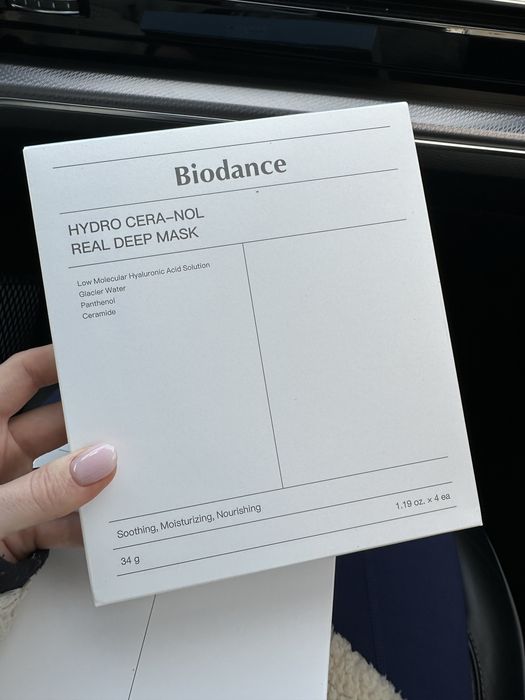 Biodance
HYDRO CERA-NOL
REAL DEEP MASK
Low Molecular Hyaluronic Acid Solution
Glacier Water
Panthenol
Ceramide
Soothing, Moisturizing, Nourishing
1.19 oz. x 4 ea
34 g